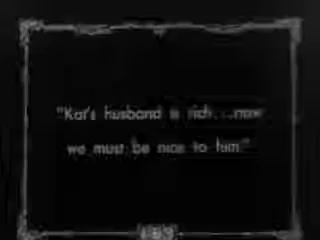 "Kat's husband is rich...now
we must be nice to him"